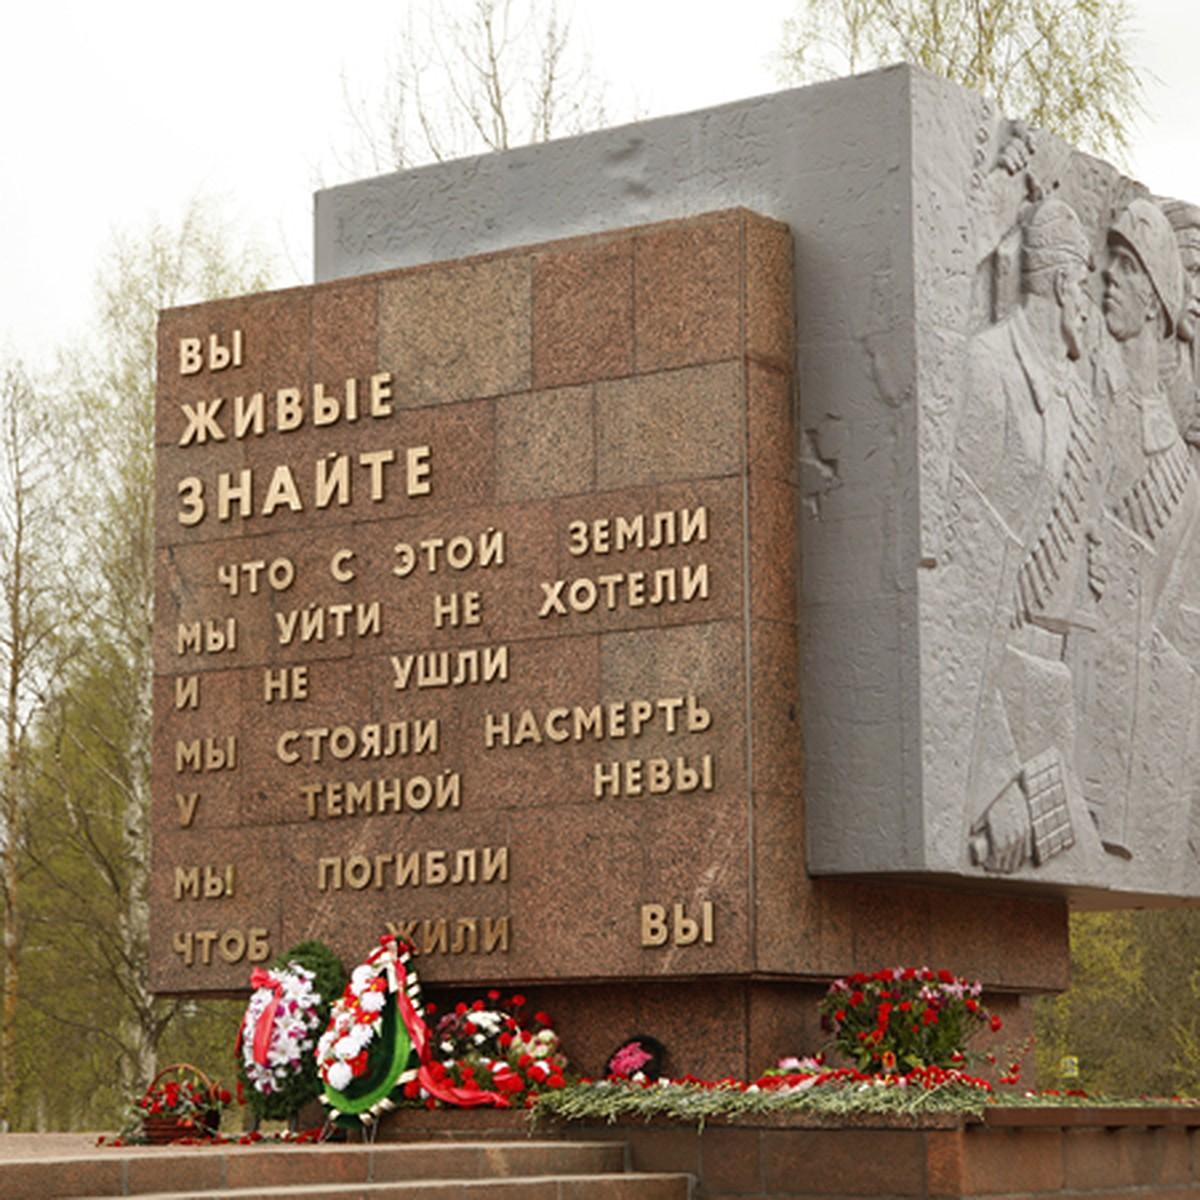 ВЫ
ЖИВЫЕ
ЗНАЙТЕ
ЧТО С ЭТОЙ ЗЕМЛИ
МЫ УЙТИ НЕ ХОТЕЛИ
И НЕ УШЛИ
МЫ СТОЯЛИ НАСМЕРТЬ
У ТЕМНОЙ НЕВЫ
МЫ ПОГИБЛИ
ЧТОБ ЖИЛИ ВЫ